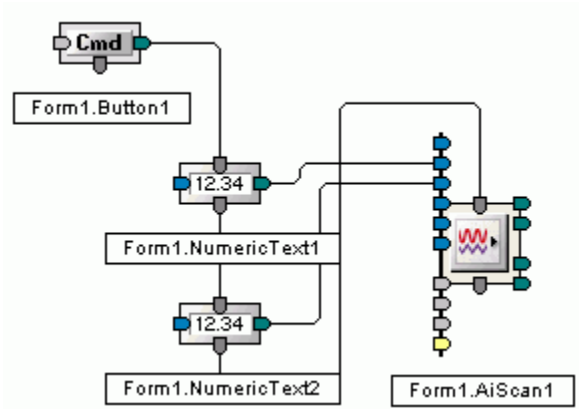 Cmd
Form1.Button1
12.34
Form1.NumericText1
12.34
Form1.NumericText2
Form1.AiScan1